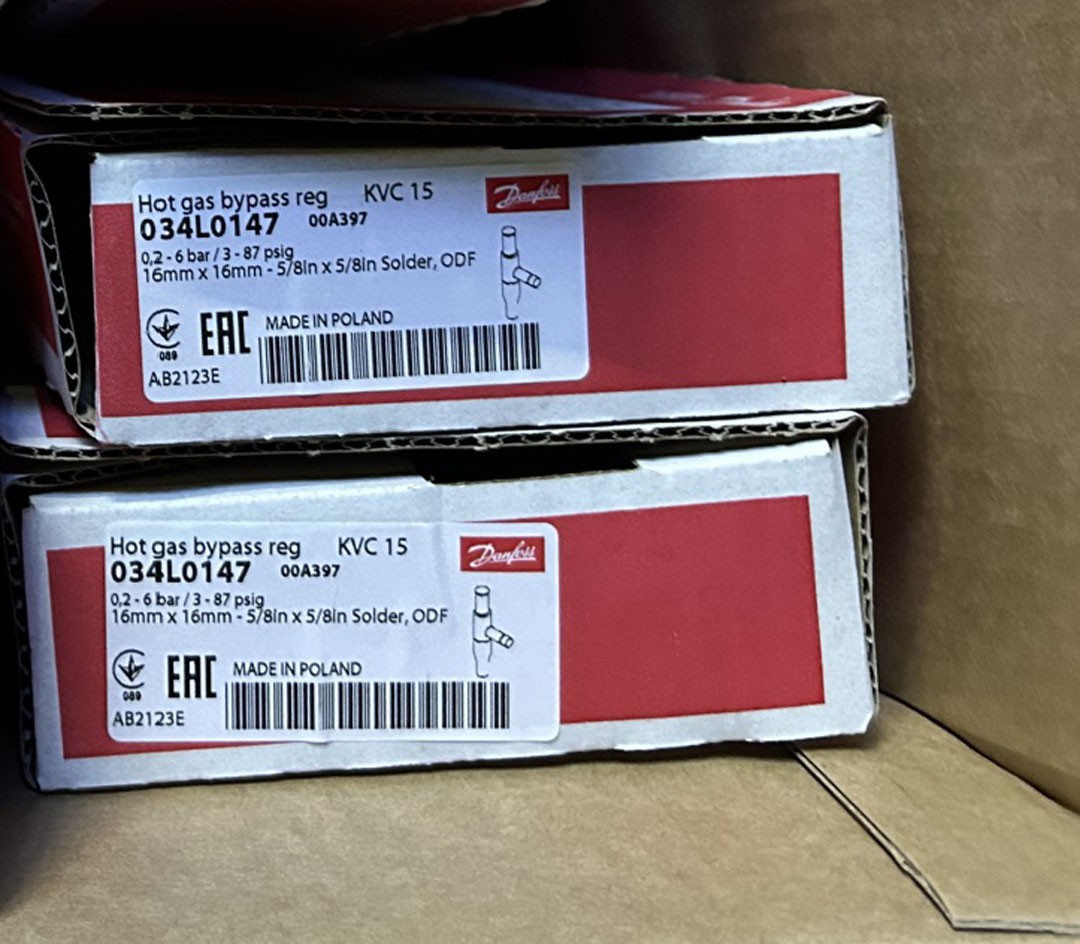 Hot gas bypass reg KVC 15 Danfoss
034L0147 00A397
0,2 - 6 bar / 3 - 87 psig
16mm x 16mm - 5/8in x 5/8in Solder, ODF
089
EAC MADE IN POLAND
AB2123E
Hot gas bypass reg KVC 15 Danfoss
034L0147 00A397
0,2 - 6 bar / 3 - 87 psig
16mm x 16mm - 5/8in x 5/8in Solder, ODF
089
EAC MADE IN POLAND
AB2123E